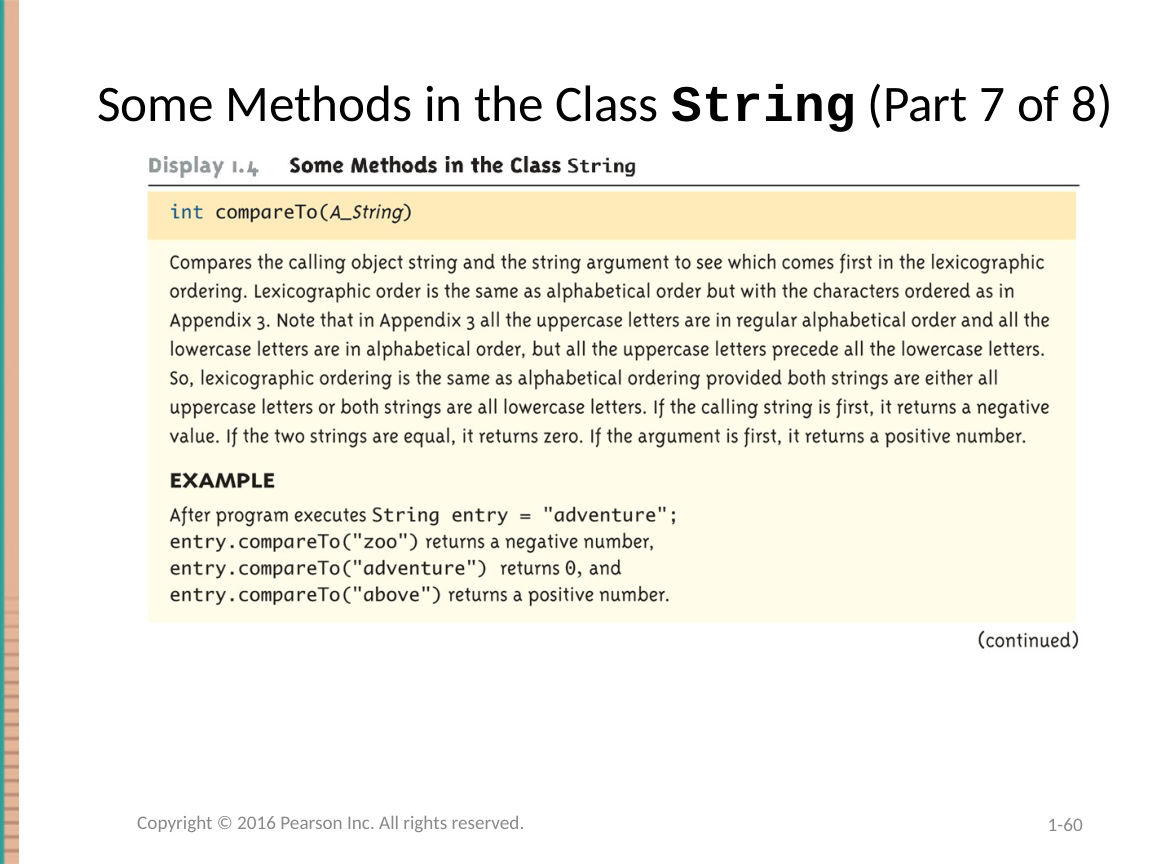 Some Methods in the Class String (Part 7 of 8)
Display 1.4 Some Methods in the Class String
int compareTo(A_String)
Compares the calling object string and the string argument to see which comes first in the lexicographic
ordering. Lexicographic order is the same as alphabetical order but with the characters ordered as in
Appendix 3. Note that in Appendix 3 all the uppercase letters are in regular alphabetical order and all the
lowercase letters are in alphabetical order, but all the uppercase letters precede all the lowercase letters.
So, lexicographic ordering is the same as alphabetical ordering provided both strings are either all
uppercase letters or both strings are all lowercase letters. If the calling string is first, it returns a negative
value. If the two strings are equal, it returns zero. If the argument is first, it returns a positive number.
EXAMPLE
After program executes String entry = "adventure";
entry.compareTo("zoo") returns a negative number,
entry.compareTo("adventure") returns 0, and
entry.compareTo("above") returns a positive number.
(continued)
Copyright © 2016 Pearson Inc. All rights reserved.
1-60